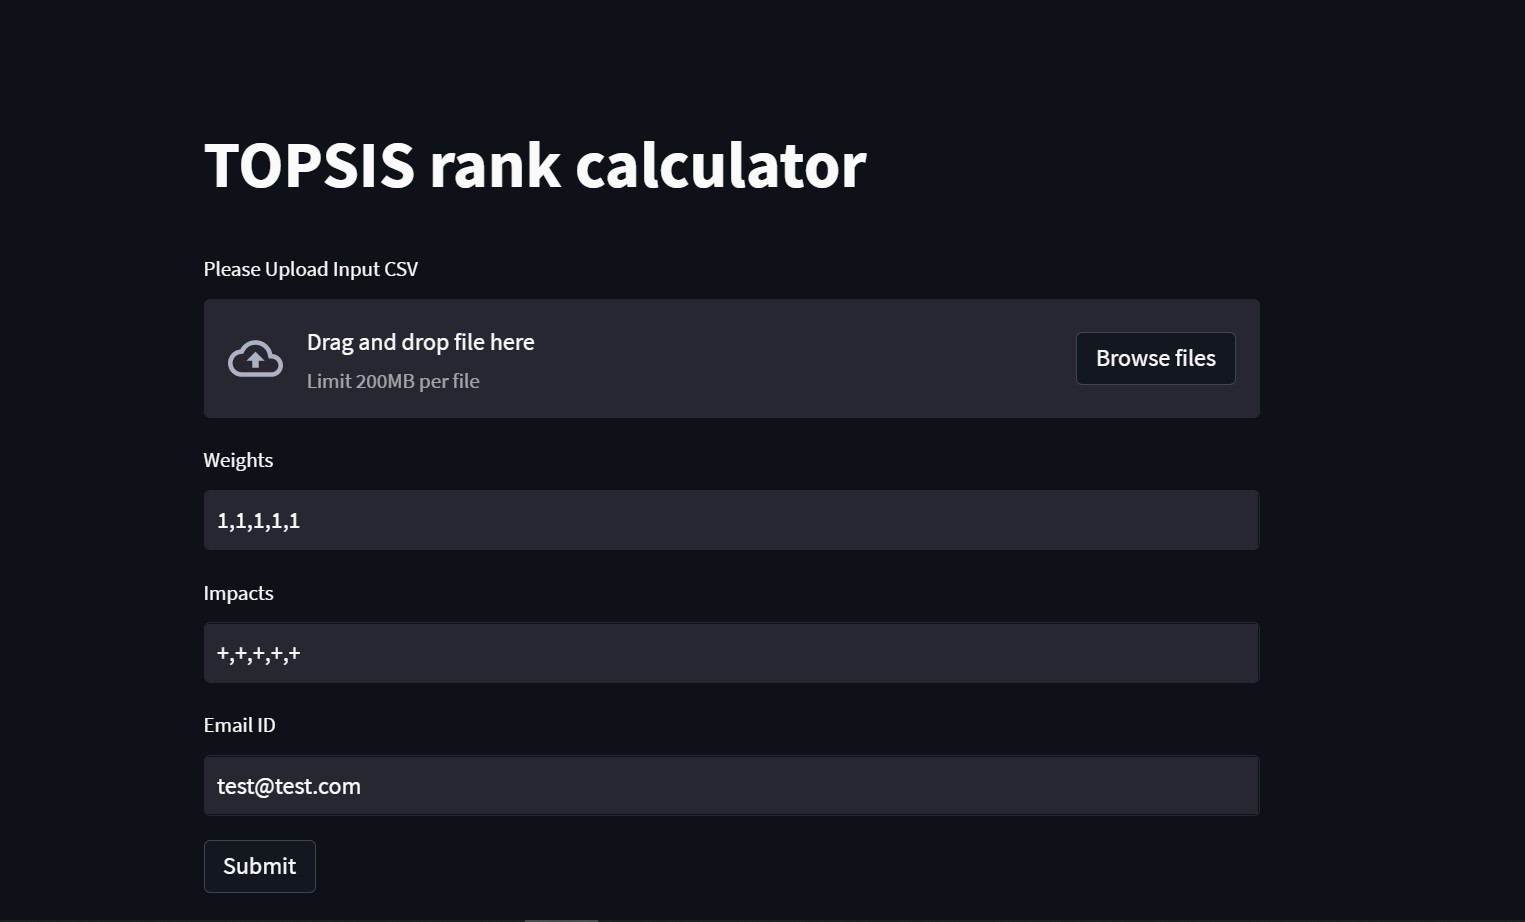 TOPSIS rank calculator
Please Upload Input CSV
Drag and drop file here
Limit 200MB per file
Browse files
Weights
1,1,1,1,1
Impacts
+,+,+,+,+
Email ID
test@test.com
Submit